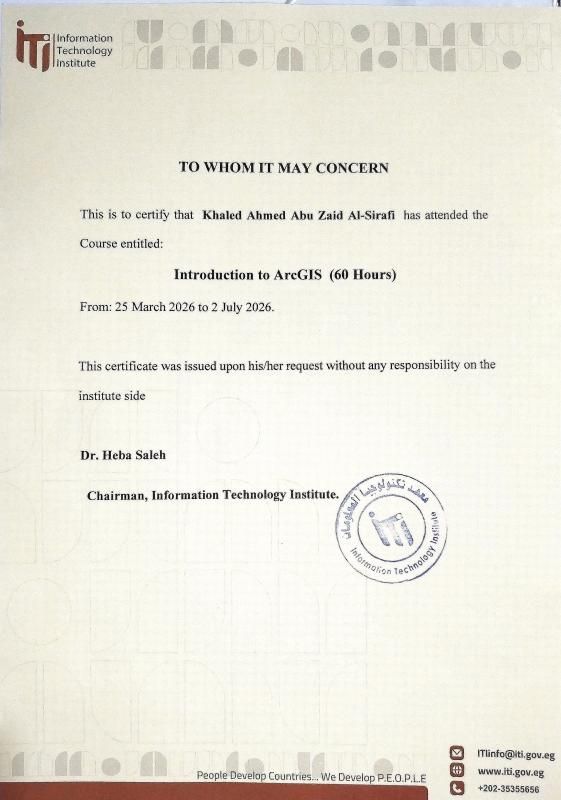 iTi
Information
Technology
Institute
TO WHOM IT MAY CONCERN
This is to certify that Khaled Ahmed Abu Zaid Al-Sirafi has attended the
Course entitled:
Introduction to ArcGIS (60 Hours)
From: 25 March 2026 to 2 July 2026.
This certificate was issued upon his/her request without any responsibility on the
institute side
Dr. Heba Saleh
Chairman, Information Technology Institute.
معهد تكنولوجيا المعلومات
iTi
Information Technology Institute
People Develop Countries... We Develop P.E.O.P.L.E
ITIinfo@iti.gov.eg
www.iti.gov.eg
+202-35355656